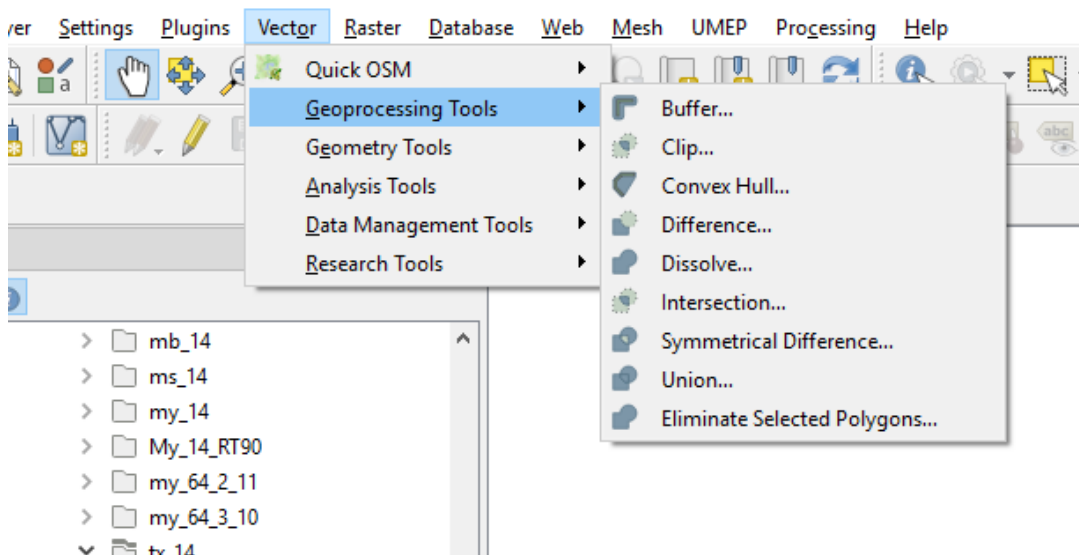 yer Settings Plugins Vector Raster Database Web Mesh UMEP Processing Help
a
abc
Quick OSM
Geoprocessing Tools
Geometry Tools
Analysis Tools
Data Management Tools
Research Tools
Buffer...
Clip...
Convex Hull...
Difference...
Dissolve...
Intersection...
Symmetrical Difference...
Union...
Eliminate Selected Polygons...
mb_14
ms_14
my_14
My_14_RT90
my_64_2_11
my_64_3_10
tx_14